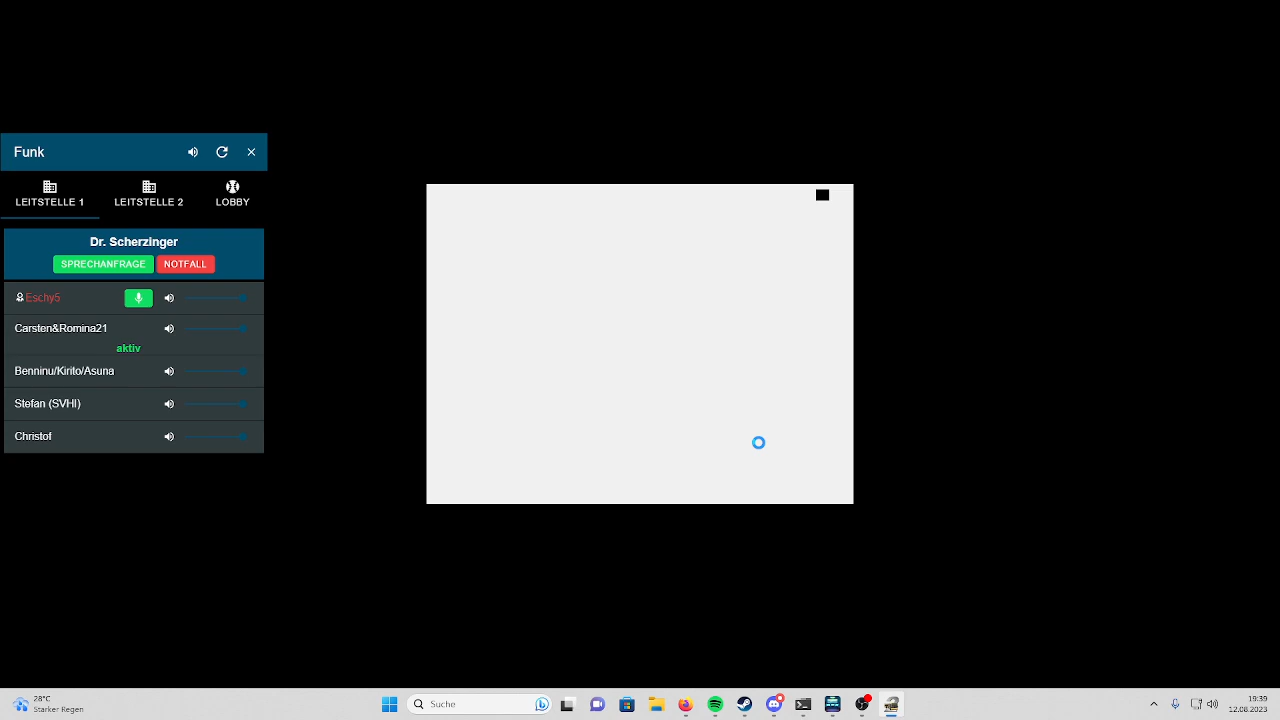 Funk
LEITSTELLE 1
LEITSTELLE 2
LOBBY
Dr. Scherzinger
SPRECHANFRAGE
NOTFALL
Eschy5
Carsten&Romina21
aktiv
Benninu/Kirito/Asuna
Stefan (SVHI)
Christof
28°C
Starker Regen
Suche
19:39
12.08.2023